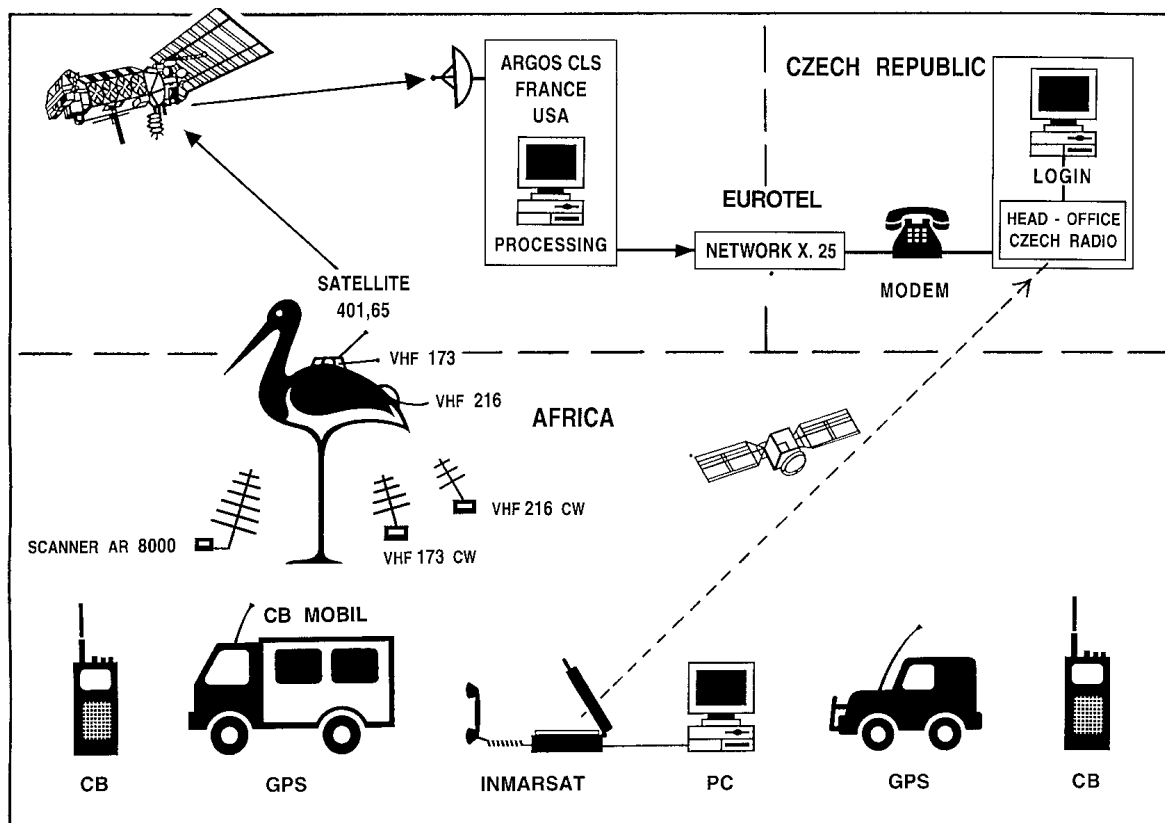 ARGOS CLS
FRANCE
USA
PROCESSING
CZECH REPUBLIC
LOGIN
HEAD - OFFICE
CZECH RADIO
EUROTEL
NETWORK X. 25
MODEM
SATELLITE
401,65
VHF 173
VHF 216
AFRICA
VHF 216 CW
SCANNER AR 8000
VHF 173 CW
CB MOBIL
CB
GPS
INMARSAT
PC
GPS
CB